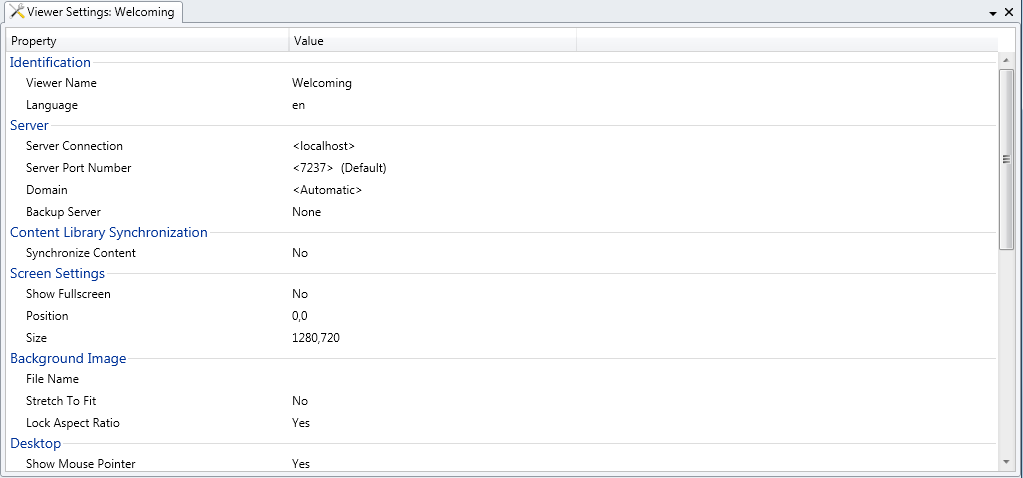 Viewer Settings: Welcoming
Property Value
Identification
Viewer Name Welcoming
Language en
Server
Server Connection <localhost>
Server Port Number <7237> (Default)
Domain <Automatic>
Backup Server None
Content Library Synchronization
Synchronize Content No
Screen Settings
Show Fullscreen No
Position 0,0
Size 1280,720
Background Image
File Name
Stretch To Fit No
Lock Aspect Ratio Yes
Desktop
Show Mouse Pointer Yes